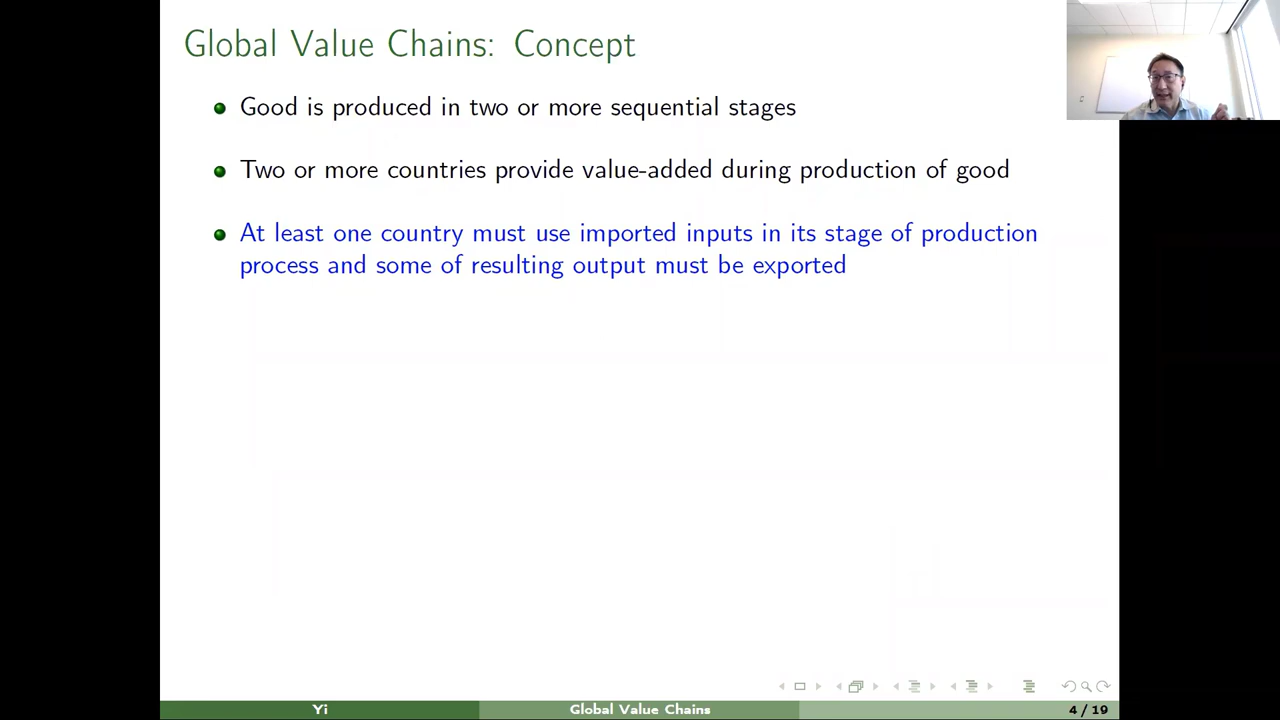 Global Value Chains: Concept
Good is produced in two or more sequential stages
Two or more countries provide value-added during production of good
At least one country must use imported inputs in its stage of production
process and some of resulting output must be exported
Yi
Global Value Chains
4 / 19